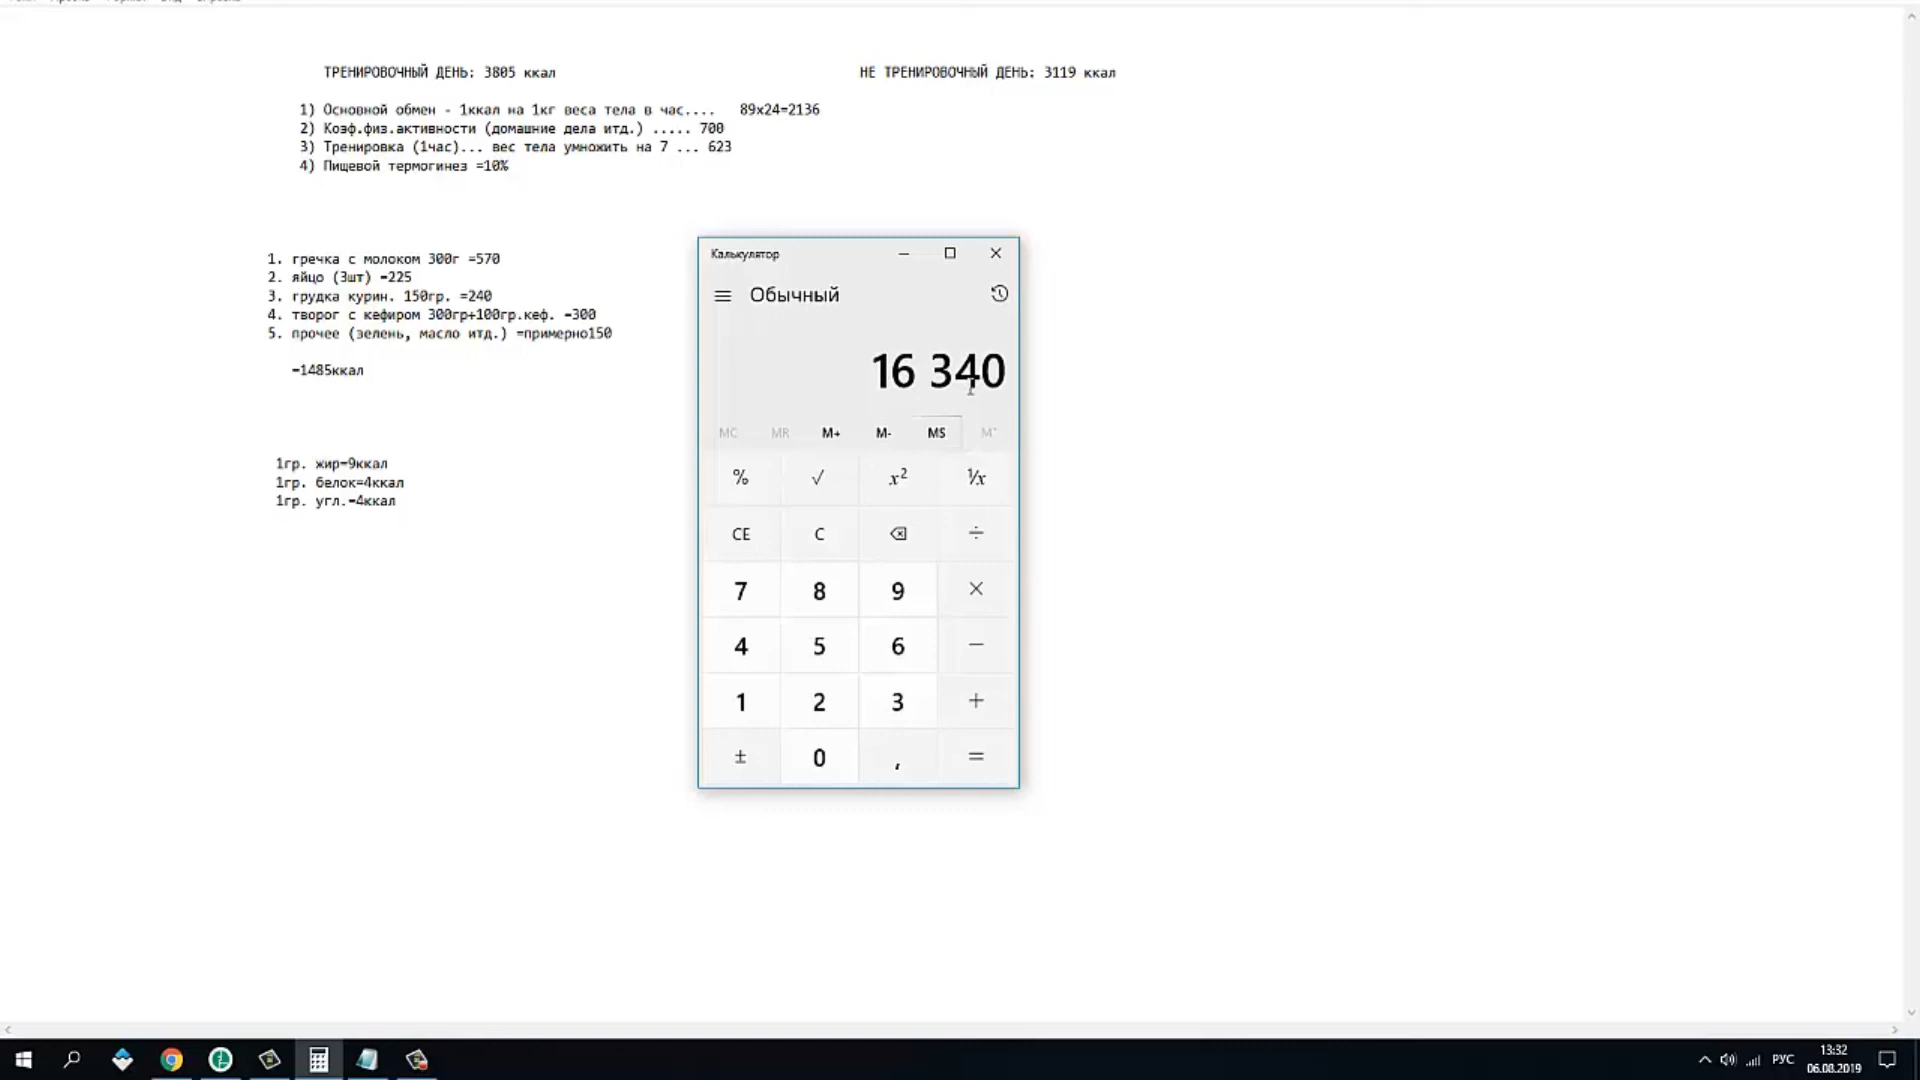 ТРЕНИРОВОЧНЫЙ ДЕНЬ: 3805 ккал
НЕ ТРЕНИРОВОЧНЫЙ ДЕНЬ: 3119 ккал
1) Основной обмен - 1ккал на 1кг веса тела в час.... 89x24=2136
2) Коэф.физ.активности (домашние дела итд.) ..... 700
3) Тренировка (1час)... вес тела умножить на 7 ... 623
4) Пищевой термогинез =10%
1. гречка с молоком 300г =570
2. яйцо (3шт) =225
3. грудка курин. 150гр. =240
4. творог с кефиром 300гр+100гр.кеф. =300
5. прочее (зелень, масло итд.) =примерно150
=1485ккал
1гр. жир=9ккал
1гр. белок=4ккал
1гр. угл.=4ккал
Калькулятор
Обычный
16 340
MC MR M+ M- MS M˅
% √ x² ¹/x
CE C ÷
7 8 9 ×
4 5 6 −
1 2 3 +
± 0 , =
РУС
13:32
06.08.2019